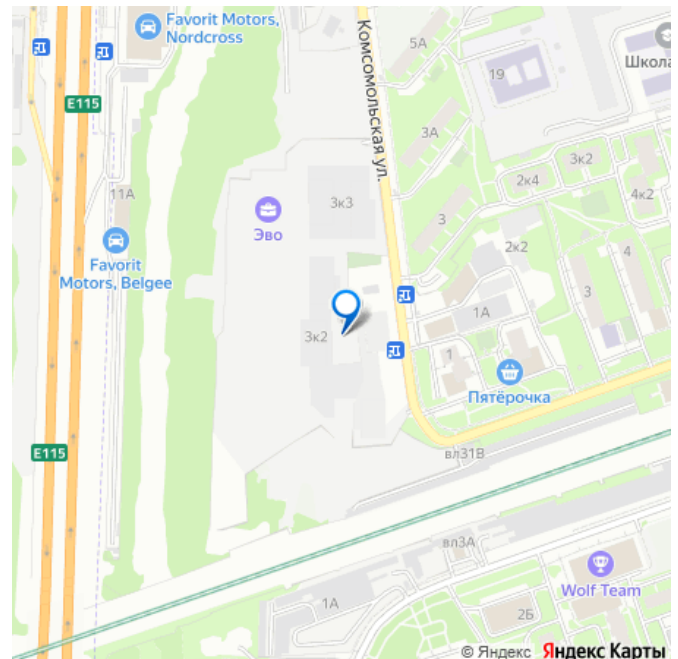 Favorit Motors,
Nordcross
5А
Школа
19
E115
Комсомольская ул.
3А
3к2
2к4
4к2
11А
3к3
Эво
3
2к2
4
Favorit
Motors, Belgee
3
1А
3к2
1
Пятёрочка
E115
вл31В
вл3А
Wolf Team
1А
2Б
© Яндекс Яндекс Карты